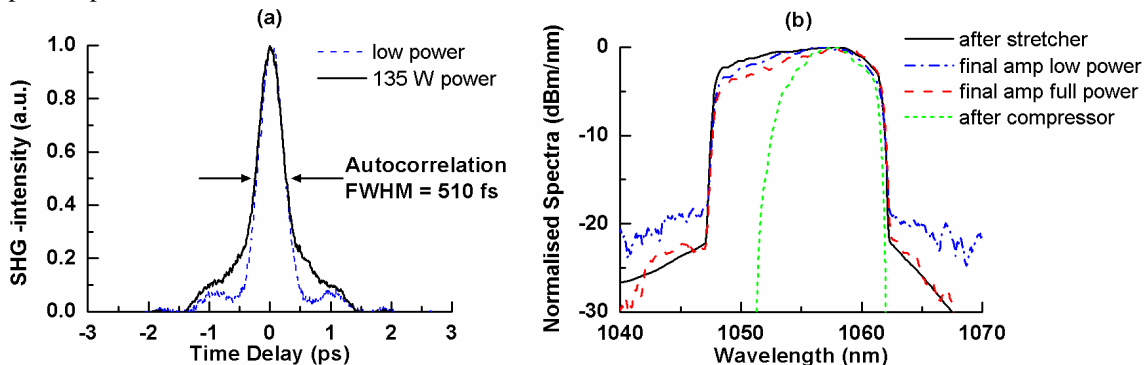 (a)
1.0
0.8
0.6
0.4
0.2
0.0
SHG -intensity (a.u.)
low power
135 W power
Autocorrelation
FWHM = 510 fs
-3 -2 -1 0 1 2 3
Time Delay (ps)
(b)
0
-10
-20
-30
Normalised Spectra (dBm/nm)
after stretcher
final amp low power
final amp full power
after compressor
1040 1050 1060 1070
Wavelength (nm)